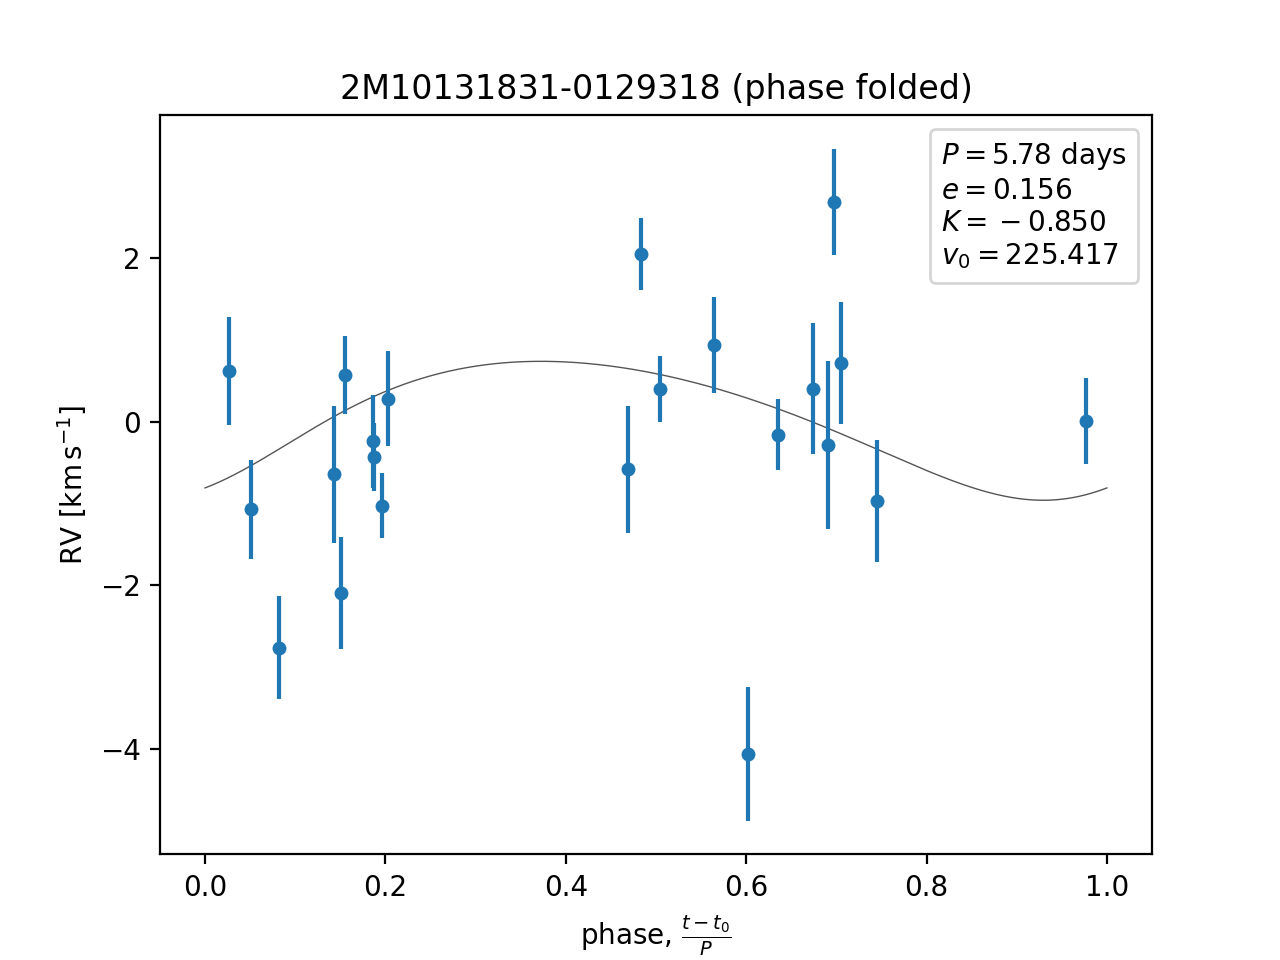 2M10131831-0129318 (phase folded)
P = 5.78 days
e = 0.156
K = −0.850
v₀ = 225.417
RV [km s⁻¹]
2
0
−2
−4
0.0 0.2 0.4 0.6 0.8 1.0
phase, (t − t₀)/P